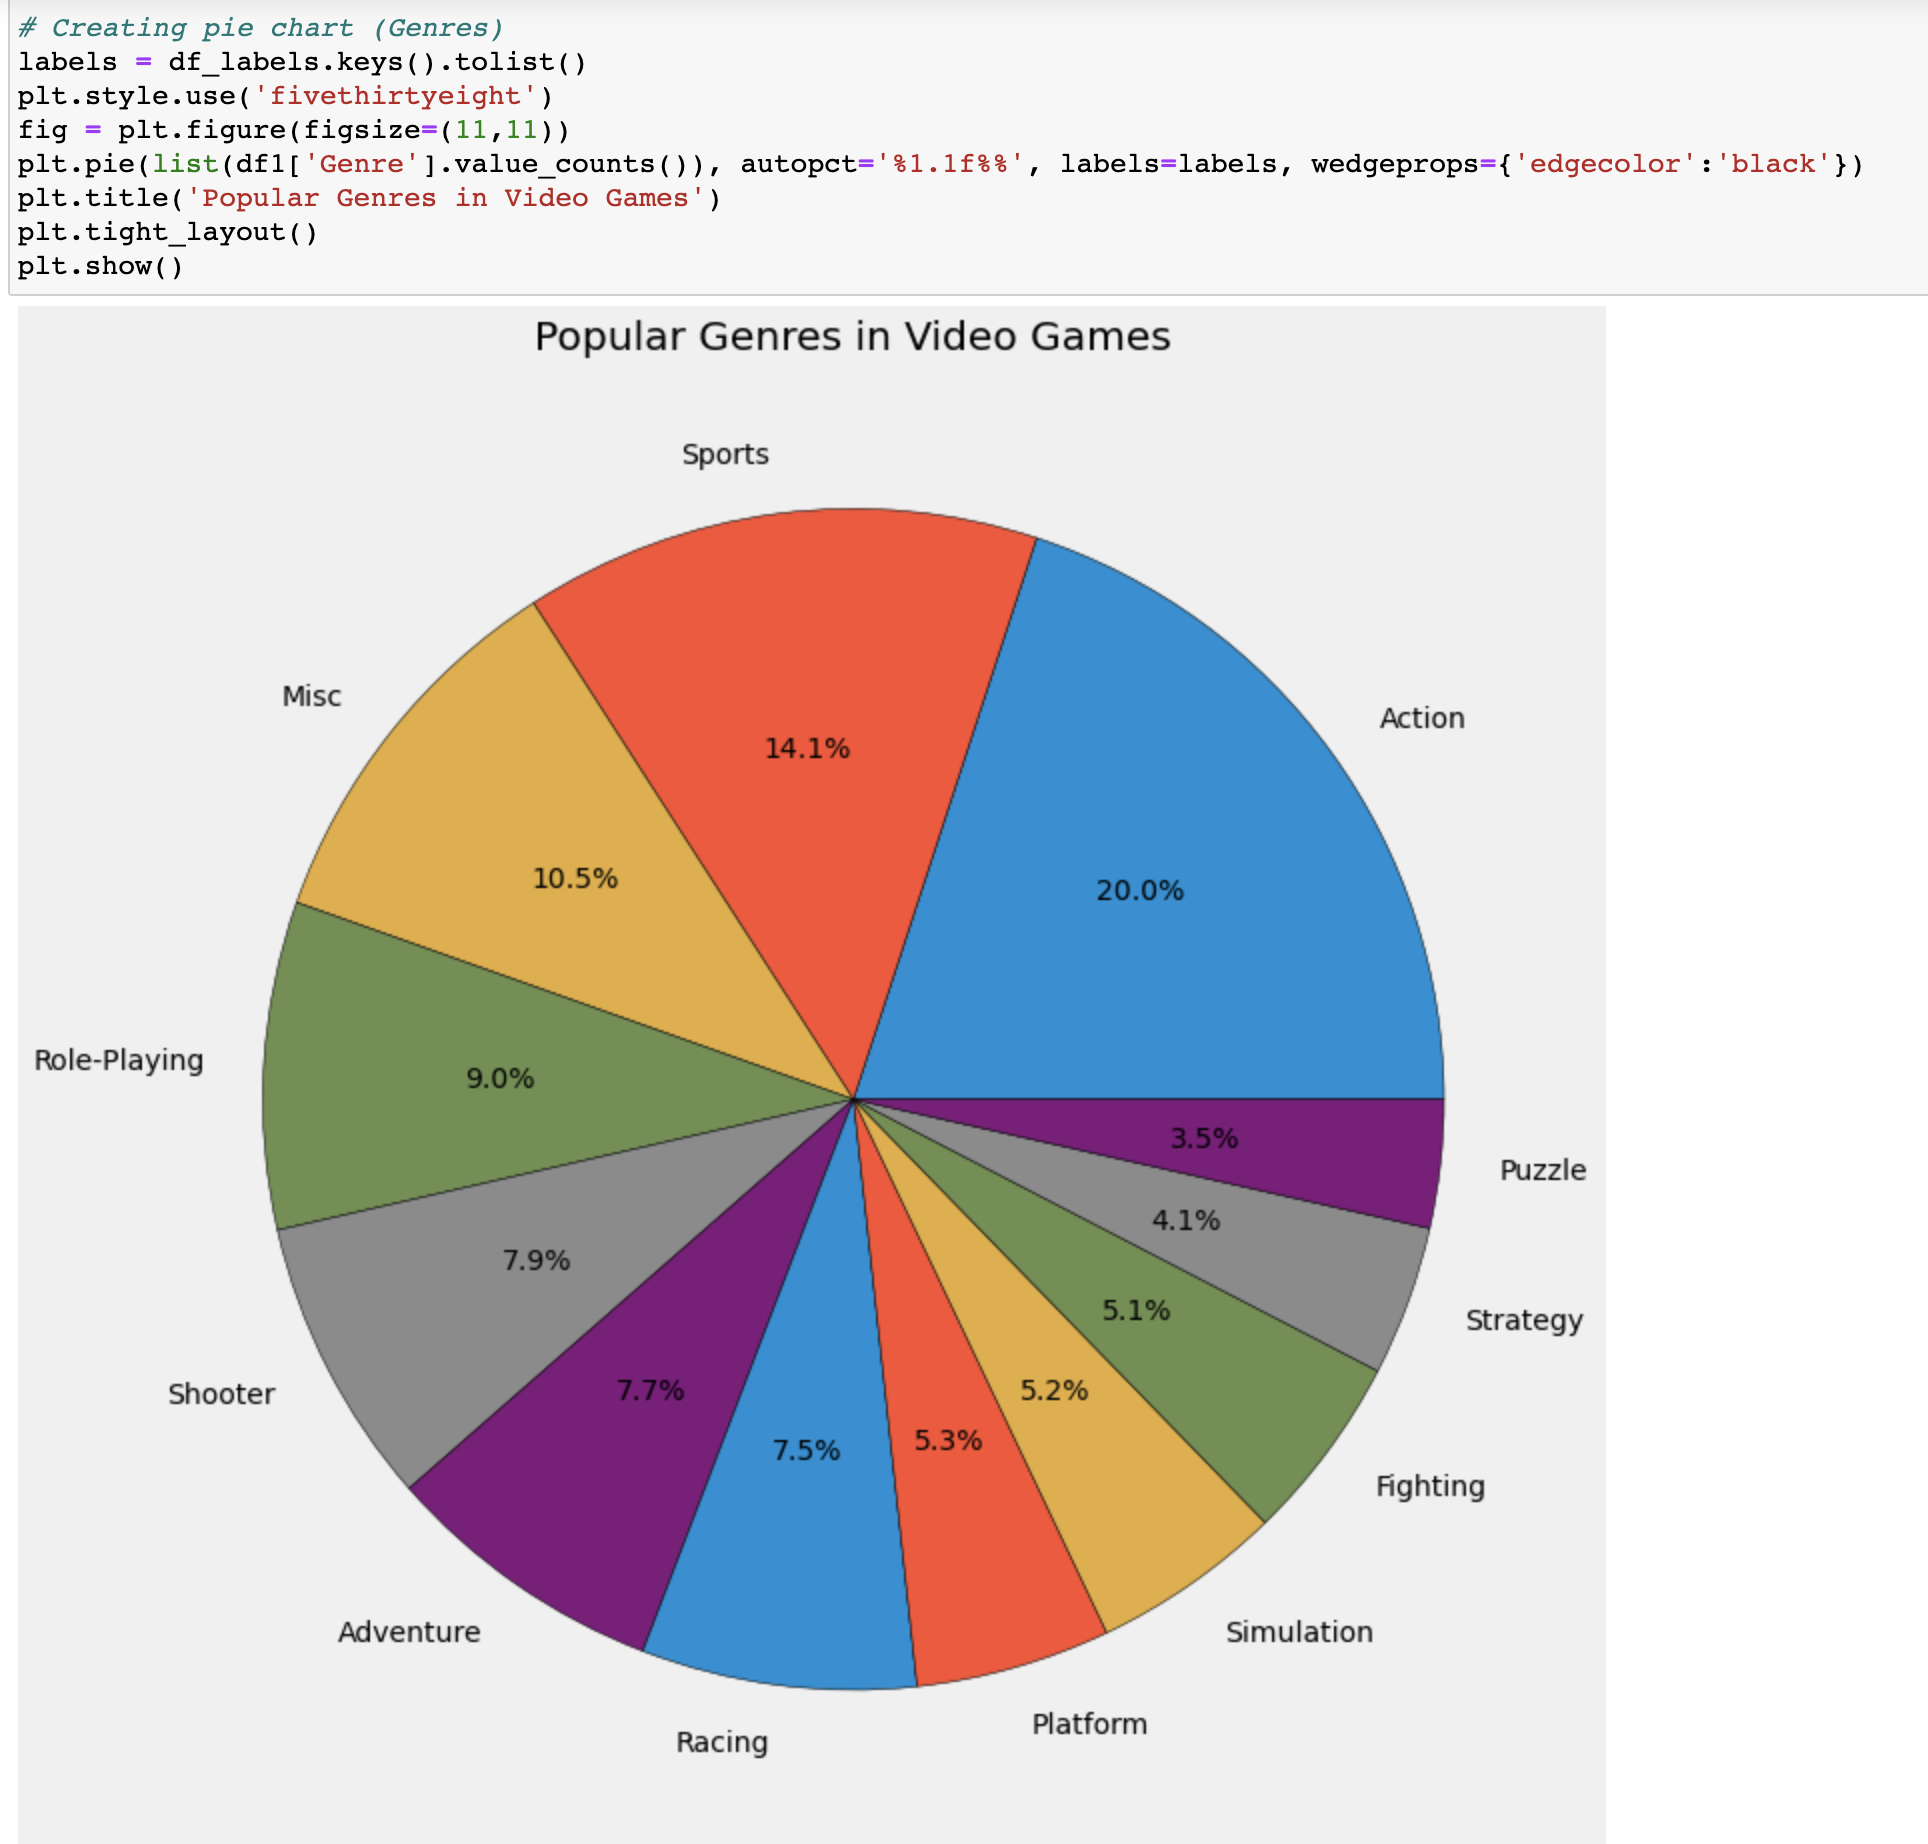 # Creating pie chart (Genres)
labels = df_labels.keys().tolist()
plt.style.use('fivethirtyeight')
fig = plt.figure(figsize=(11,11))
plt.pie(list(df1['Genre'].value_counts()), autopct='%1.1f%%', labels=labels, wedgeprops={'edgecolor':'black'})
plt.title('Popular Genres in Video Games')
plt.tight_layout()
plt.show()
Popular Genres in Video Games
Sports
Misc
Action
14.1%
10.5%
20.0%
Role-Playing
9.0%
3.5%
Puzzle
4.1%
7.9%
5.1%
Strategy
Shooter
7.7%
5.2%
7.5%
5.3%
Fighting
Adventure
Simulation
Platform
Racing